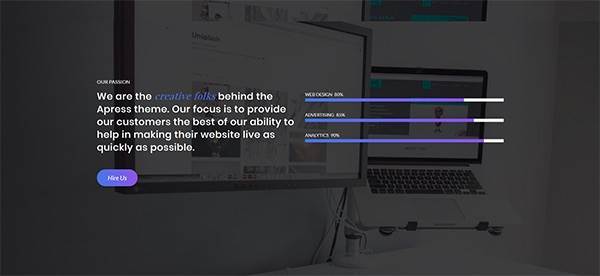 Unsplash
OUR PASSION
We are the creative folks behind the
Apress theme. Our focus is to provide
our customers the best of our ability to
help in making their website live as
quickly as possible.
Hire Us
WEB DESIGN 80%
ADVERTISING 85%
ANALYTICS 90%